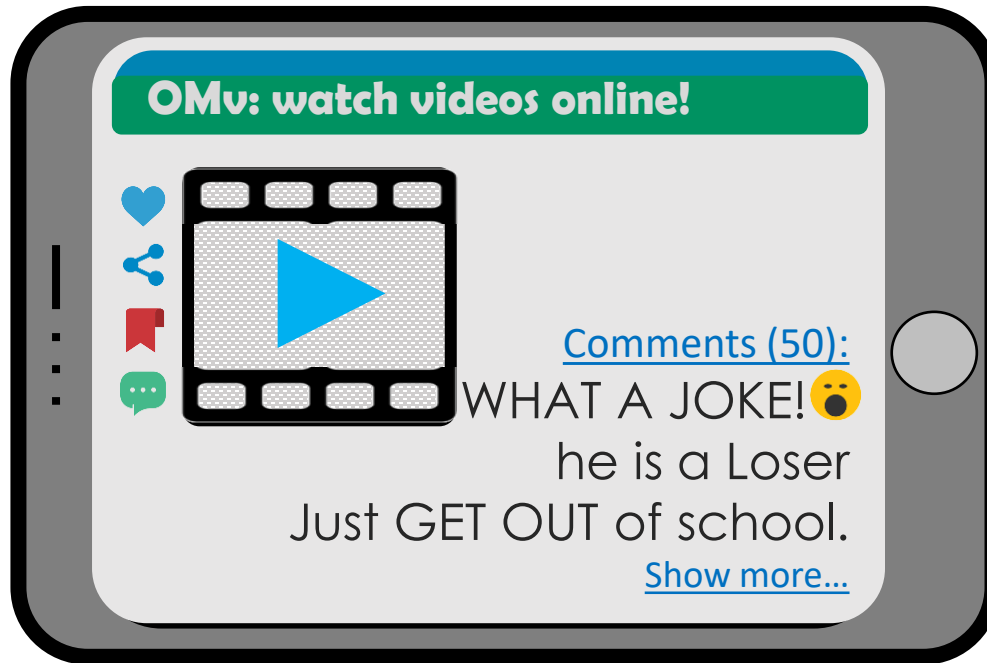 OMv: watch videos online!
Comments (50):
WHAT A JOKE!
he is a Loser
Just GET OUT of school.
Show more...